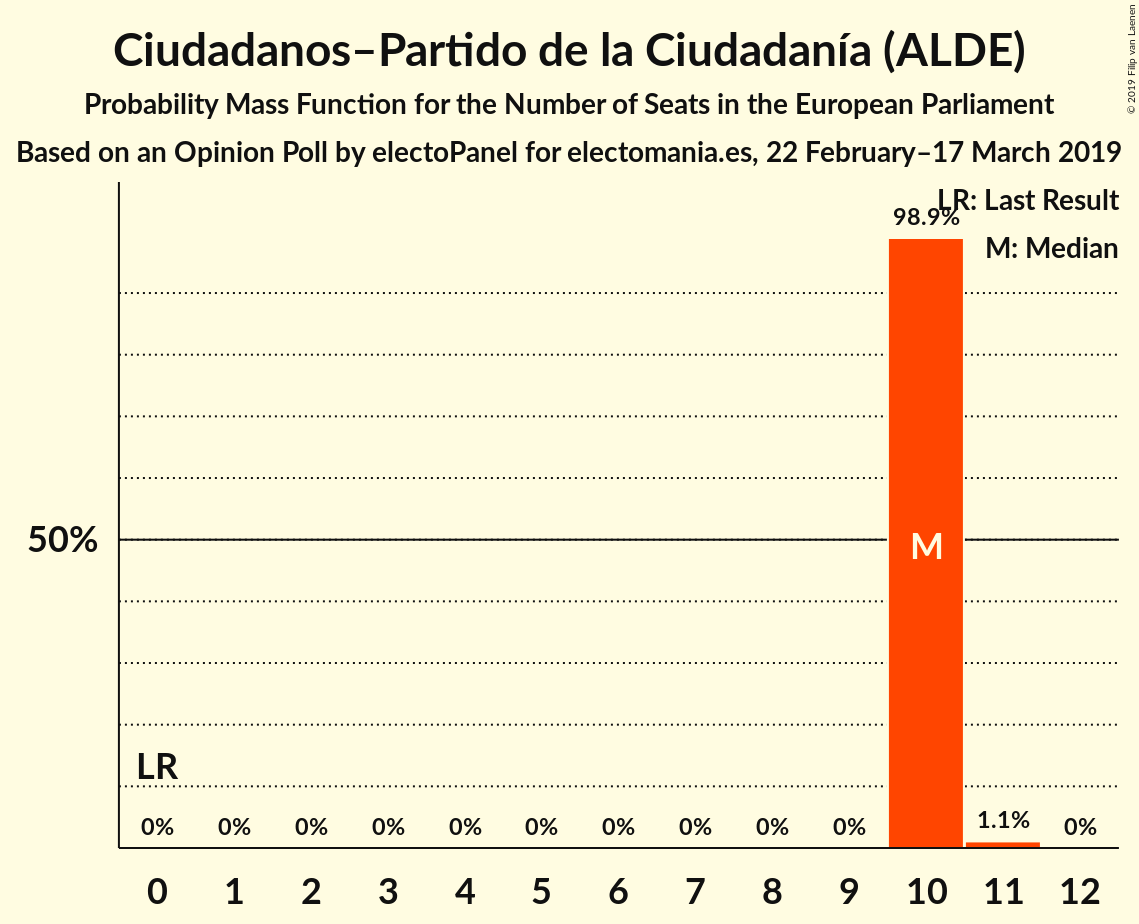 Ciudadanos–Partido de la Ciudadanía (ALDE)
Probability Mass Function for the Number of Seats in the European Parliament
Based on an Opinion Poll by electoPanel for electomania.es, 22 February–17 March 2019
© 2019 Filip van Laenen
LR: Last Result
98.9%
M: Median
50%
M
LR
0% 0% 0% 0% 0% 0% 0% 0% 0% 0% 1.1% 0%
0 1 2 3 4 5 6 7 8 9 10 11 12